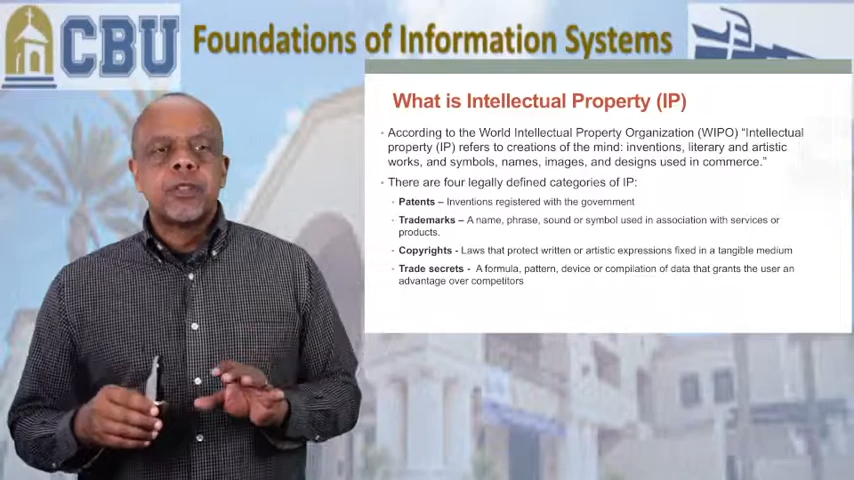 CBU
Foundations of Information Systems
What is Intellectual Property (IP)
• According to the World Intellectual Property Organization (WIPO) “Intellectual
property (IP) refers to creations of the mind: inventions, literary and artistic
works, and symbols, names, images, and designs used in commerce.”
• There are four legally defined categories of IP:
• Patents – Inventions registered with the government
• Trademarks – A name, phrase, sound or symbol used in association with services or
products.
• Copyrights - Laws that protect written or artistic expressions fixed in a tangible medium
• Trade secrets - A formula, pattern, device or compilation of data that grants the user an
advantage over competitors